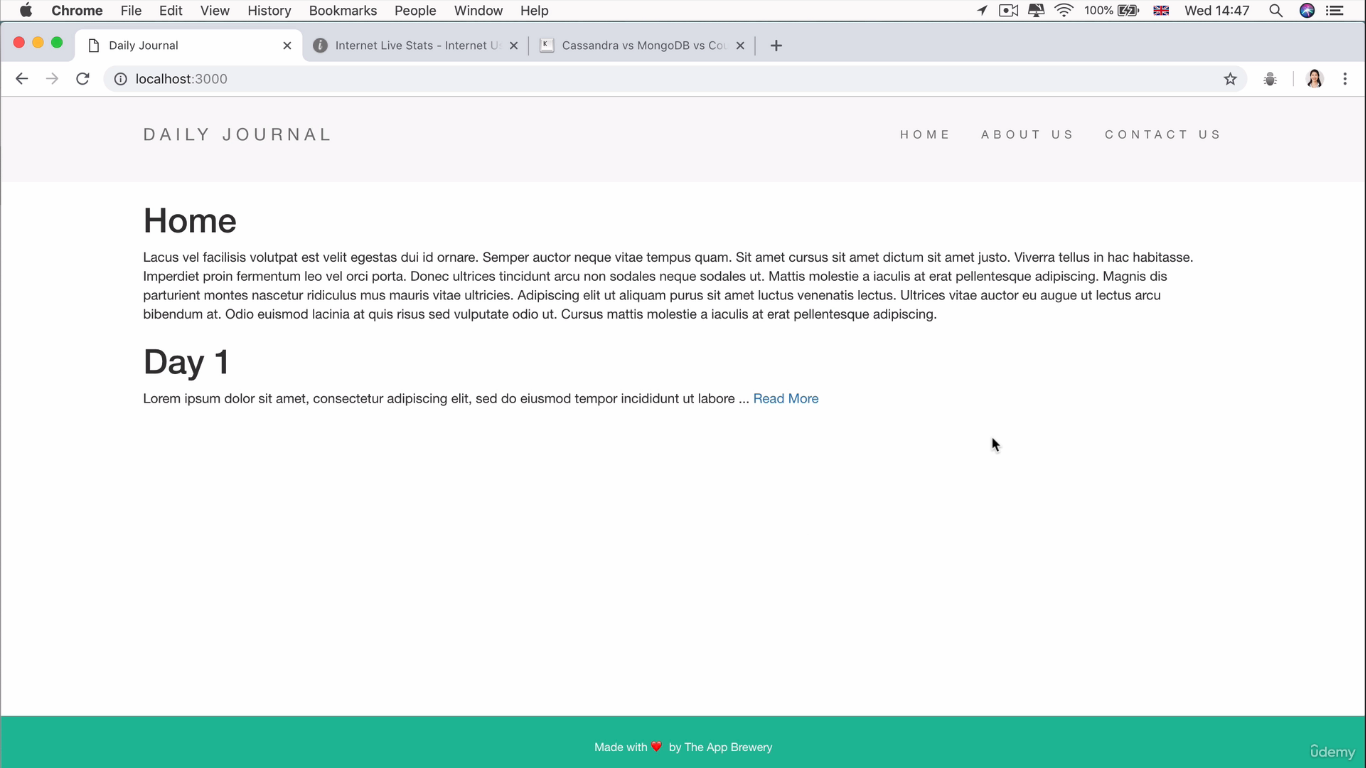 Chrome File Edit View History Bookmarks People Window Help 100% Wed 14:47
Daily Journal Internet Live Stats - Internet U Cassandra vs MongoDB vs Cou
localhost:3000
DAILY JOURNAL HOME ABOUT US CONTACT US
Home
Lacus vel facilisis volutpat est velit egestas dui id ornare. Semper auctor neque vitae tempus quam. Sit amet cursus sit amet dictum sit amet justo. Viverra tellus in hac habitasse.
Imperdiet proin fermentum leo vel orci porta. Donec ultrices tincidunt arcu non sodales neque sodales ut. Mattis molestie a iaculis at erat pellentesque adipiscing. Magnis dis
parturient montes nascetur ridiculus mus mauris vitae ultricies. Adipiscing elit ut aliquam purus sit amet luctus venenatis lectus. Ultrices vitae auctor eu augue ut lectus arcu
bibendum at. Odio euismod lacinia at quis risus sed vulputate odio ut. Cursus mattis molestie a iaculis at erat pellentesque adipiscing.
Day 1
Lorem ipsum dolor sit amet, consectetur adipiscing elit, sed do eiusmod tempor incididunt ut labore ... Read More
Made with ❤️ by The App Brewery
ûdemy